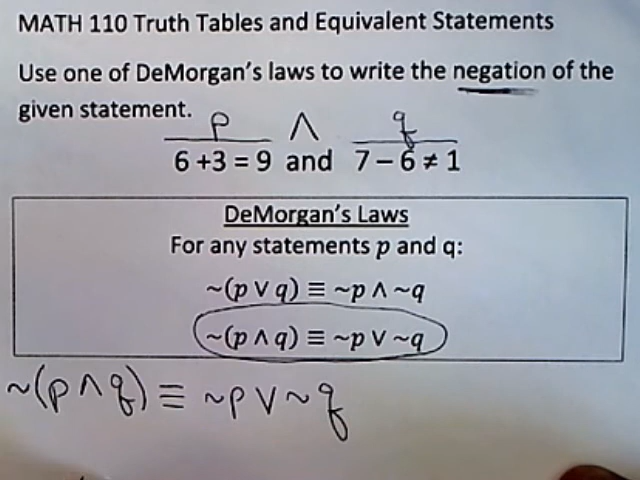 MATH 110 Truth Tables and Equivalent Statements
Use one of DeMorgan's laws to write the negation of the
given statement.
p ∧ q
6 +3 = 9 and 7 – 6 ≠ 1
DeMorgan's Laws
For any statements p and q:
~(p ∨ q) ≡ ~p ∧ ~q
~(p ∧ q) ≡ ~p ∨ ~q
~(p ∧ q) ≡ ~p ∨ ~q